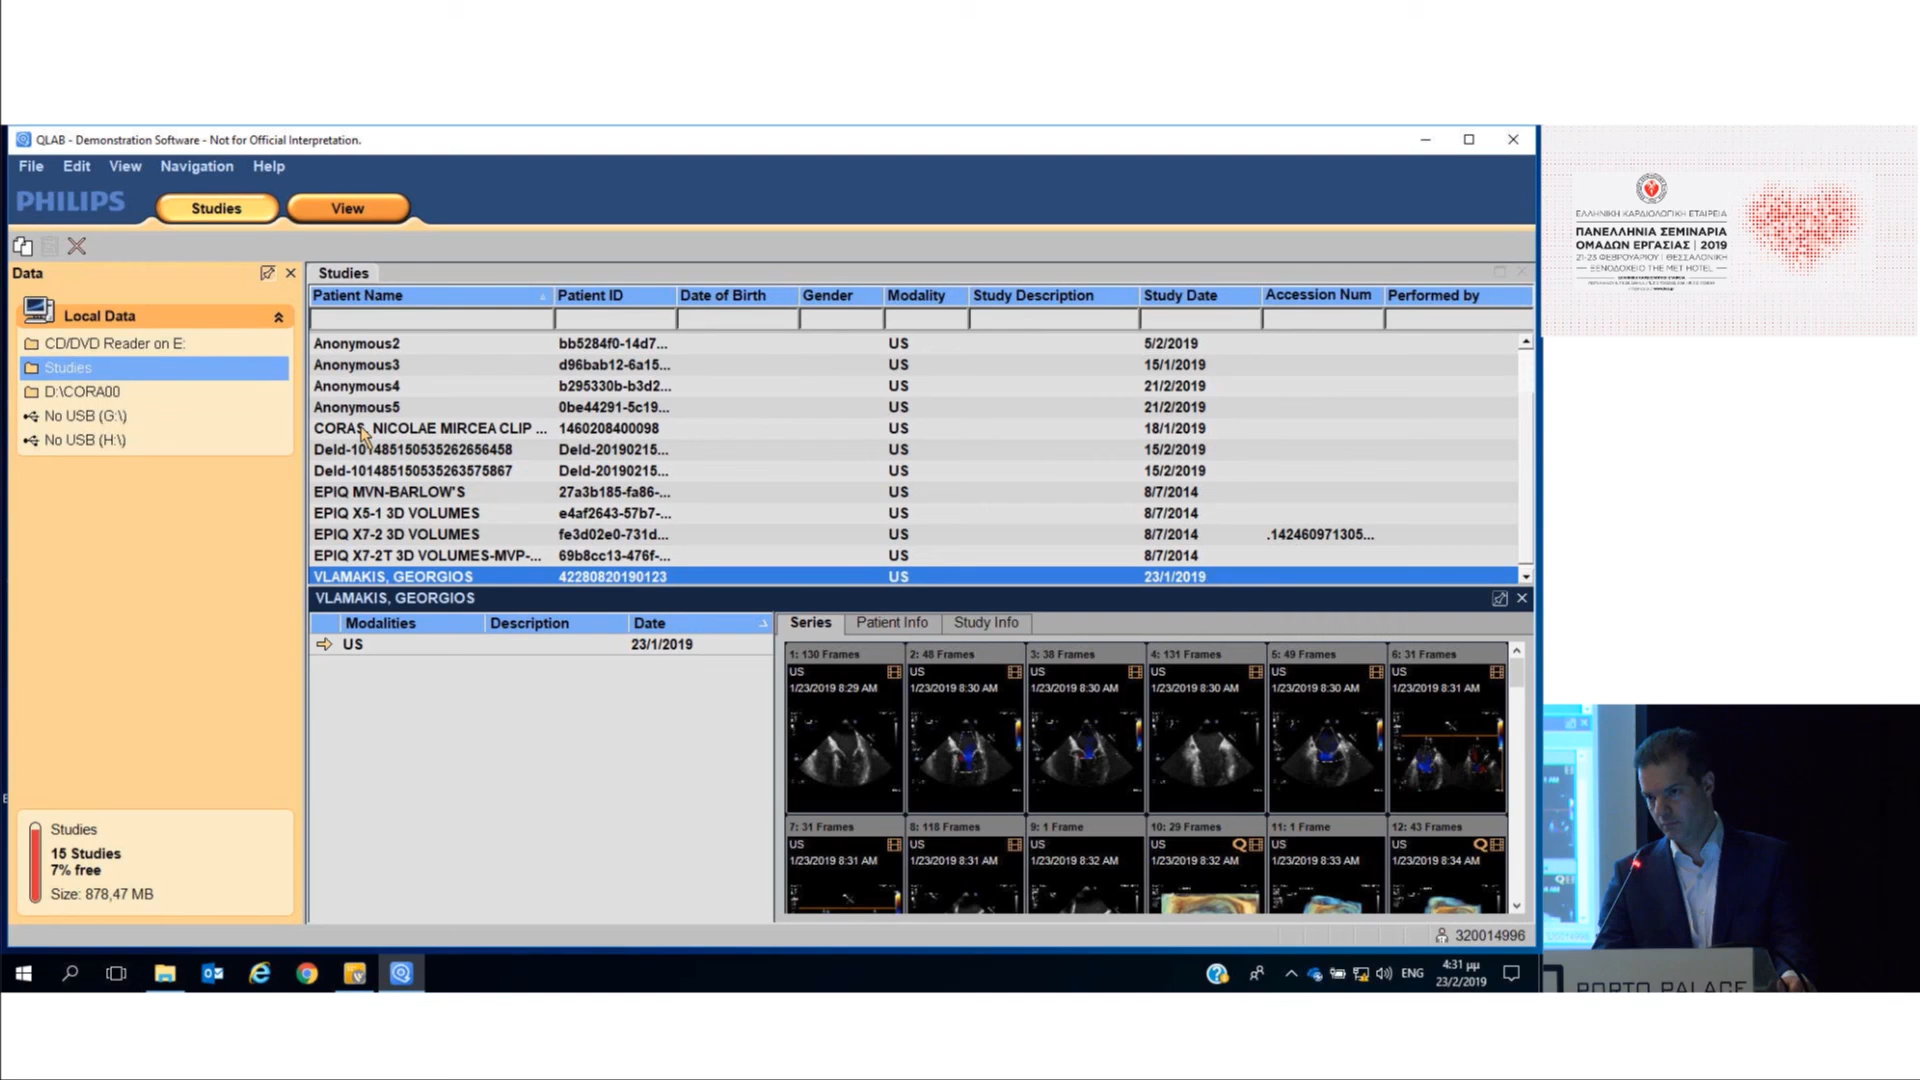 QLAB - Demonstration Software - Not for Official Interpretation.
File Edit View Navigation Help
PHILIPS Studies View
Data
Local Data
CD/DVD Reader on E:
Studies
D:\CORA00
No USB (G:\)
No USB (H:\)
Studies
15 Studies
7% free
Size: 878,47 MB
Studies
Patient Name Patient ID Date of Birth Gender Modality Study Description Study Date Accession Num Performed by
Anonymous2 bb5284f0-14d7... US 5/2/2019
Anonymous3 d96bab12-6a15... US 15/1/2019
Anonymous4 b295330b-b3d2... US 21/2/2019
Anonymous5 0be44291-5c19... US 21/2/2019
CORAS, NICOLAE MIRCEA CLIP ... 1460208400098 US 18/1/2019
DeId-101485150535262656458 DeId-20190215... US 15/2/2019
DeId-101485150535263575867 DeId-20190215... US 15/2/2019
EPIQ MVN-BARLOW'S 27a3b185-fa86-... US 8/7/2014
EPIQ X5-1 3D VOLUMES e4af2643-57b7-... US 8/7/2014
EPIQ X7-2 3D VOLUMES fe3d02e0-731d... US 8/7/2014 .142460971305...
EPIQ X7-2T 3D VOLUMES-MVP-... 69b8cc13-476f-... US 8/7/2014
VLAMAKIS, GEORGIOS 42280820190123 US 23/1/2019
VLAMAKIS, GEORGIOS
Modalities Description Date
US 23/1/2019
Series Patient Info Study Info
1: 130 Frames 2: 48 Frames 3: 38 Frames 4: 131 Frames 5: 49 Frames 6: 31 Frames
US US US US US US
1/23/2019 8:29 AM 1/23/2019 8:30 AM 1/23/2019 8:30 AM 1/23/2019 8:30 AM 1/23/2019 8:30 AM 1/23/2019 8:31 AM
7: 31 Frames 8: 118 Frames 9: 1 Frame 10: 29 Frames 11: 1 Frame 12: 43 Frames
US US US US Q US US Q
1/23/2019 8:31 AM 1/23/2019 8:31 AM 1/23/2019 8:32 AM 1/23/2019 8:32 AM 1/23/2019 8:33 AM 1/23/2019 8:34 AM
320014996
ENG
4:31 μμ
23/2/2019
ΕΛΛΗΝΙΚΗ ΚΑΡΔΙΟΛΟΓΙΚΗ ΕΤΑΙΡΕΙΑ
ΠΑΝΕΛΛΗΝΙΑ ΣΕΜΙΝΑΡΙΑ
ΟΜΑΔΩΝ ΕΡΓΑΣΙΑΣ | 2019
21-23 ΦΕΒΡΟΥΑΡΙΟΥ | ΘΕΣΣΑΛΟΝΙΚΗ
ΞΕΝΟΔΟΧΕΙΟ THE MET HOTEL
PORTO PALACE